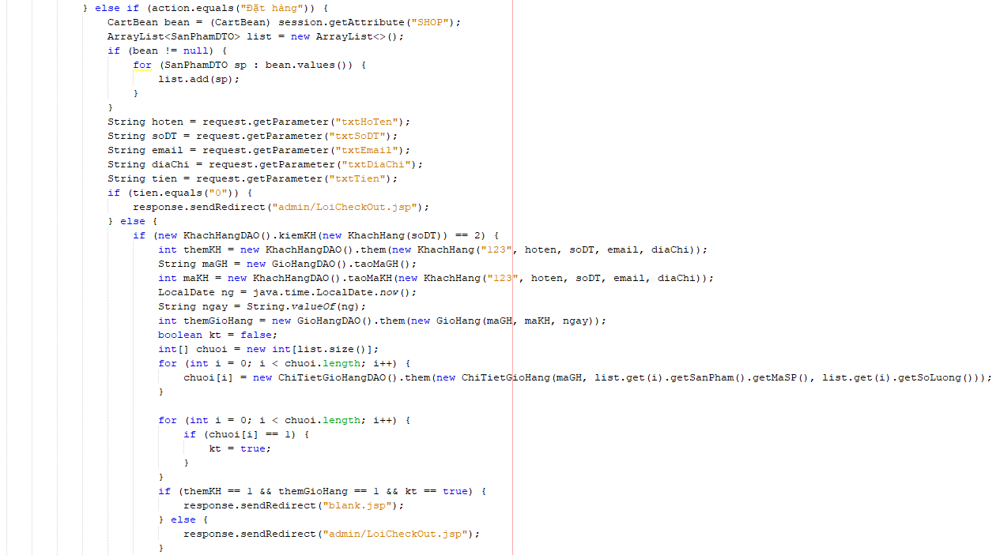 } else if (action.equals("Đặt hàng")) {
CartBean bean = (CartBean) session.getAttribute("SHOP");
ArrayList<SanPhamDTO> list = new ArrayList<>();
if (bean != null) {
for (SanPhamDTO sp : bean.values()) {
list.add(sp);
}
}
String hoten = request.getParameter("txtHoTen");
String soDT = request.getParameter("txtSoDT");
String email = request.getParameter("txtEmail");
String diaChi = request.getParameter("txtDiaChi");
String tien = request.getParameter("txtTien");
if (tien.equals("0")) {
response.sendRedirect("admin/LoiCheckOut.jsp");
} else {
if (new KhachHangDAO().kiemKH(new KhachHang(soDT)) == 2) {
int themKH = new KhachHangDAO().them(new KhachHang("123", hoten, soDT, email, diaChi));
String maGH = new GioHangDAO().taoMaGH();
int maKH = new KhachHangDAO().taoMaKH(new KhachHang("123", hoten, soDT, email, diaChi));
LocalDate ng = java.time.LocalDate.now();
String ngay = String.valueOf(ng);
int themGioHang = new GioHangDAO().them(new GioHang(maGH, maKH, ngay));
boolean kt = false;
int[] chuoi = new int[list.size()];
for (int i = 0; i < chuoi.length; i++) {
chuoi[i] = new ChiTietGioHangDAO().them(new ChiTietGioHang(maGH, list.get(i).getSanPham().getMaSP(), list.get(i).getSoLuong()));
}
for (int i = 0; i < chuoi.length; i++) {
if (chuoi[i] == 1) {
kt = true;
}
}
if (themKH == 1 && themGioHang == 1 && kt == true) {
response.sendRedirect("blank.jsp");
} else {
response.sendRedirect("admin/LoiCheckOut.jsp");
}